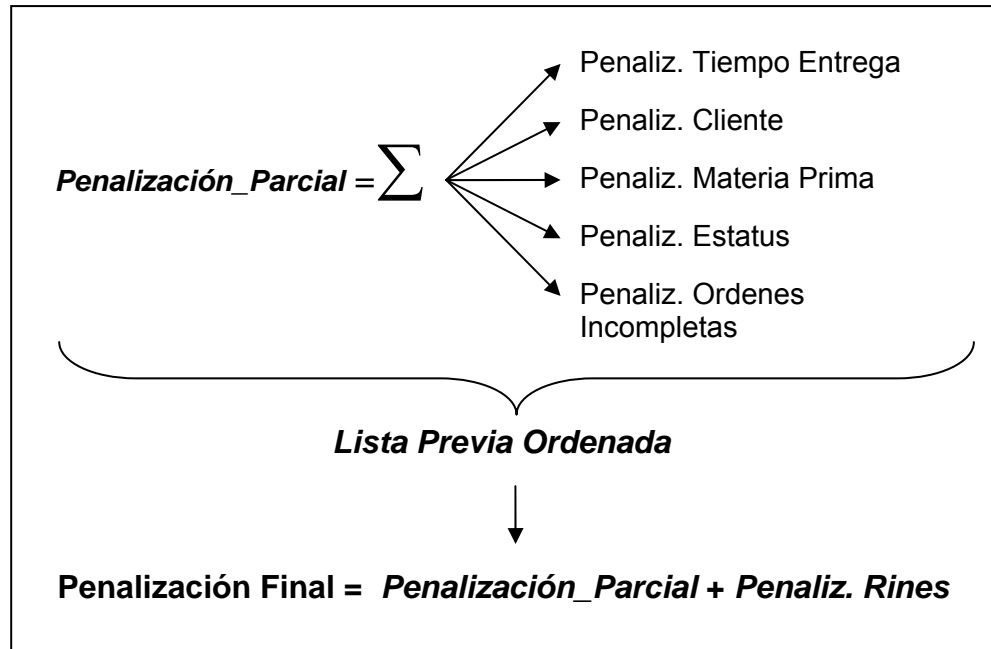 Penaliz. Tiempo Entrega
Penaliz. Cliente
Penalización_Parcial = ∑ Penaliz. Materia Prima
Penaliz. Estatus
Penaliz. Ordenes
Incompletas
Lista Previa Ordenada
Penalización Final = Penalización_Parcial + Penaliz. Rines